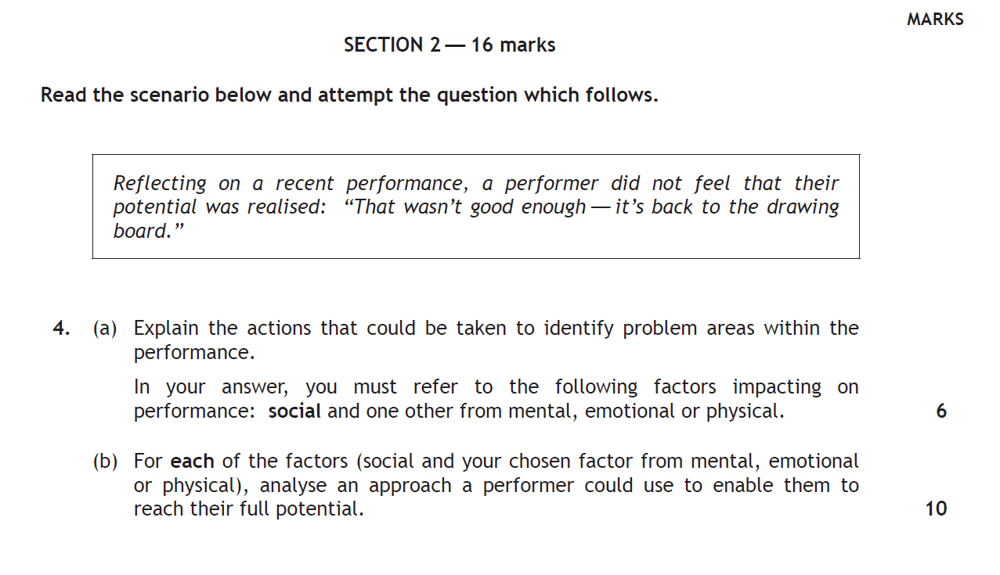 MARKS
SECTION 2 — 16 marks
Read the scenario below and attempt the question which follows.
Reflecting on a recent performance, a performer did not feel that their
potential was realised: “That wasn’t good enough — it’s back to the drawing
board.”
4. (a) Explain the actions that could be taken to identify problem areas within the
performance.
In your answer, you must refer to the following factors impacting on
performance: social and one other from mental, emotional or physical. 6
(b) For each of the factors (social and your chosen factor from mental, emotional
or physical), analyse an approach a performer could use to enable them to
reach their full potential. 10